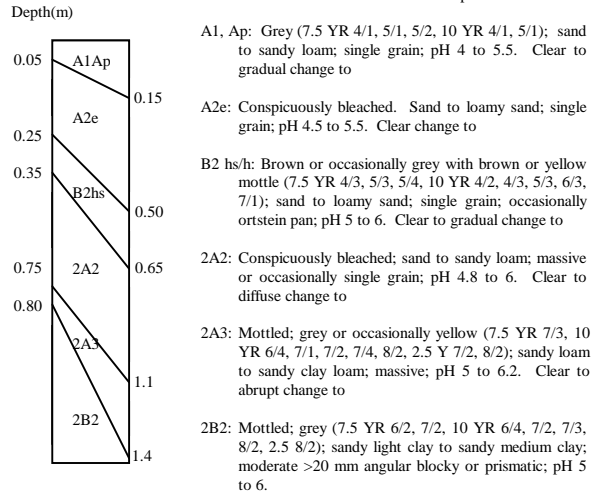 Depth(m)
0.05
0.25
0.35
0.75
0.80
A1Ap
A2e
B2hs
2A2
2A3
2B2
0.15
0.50
0.65
1.1
1.4
A1, Ap: Grey (7.5 YR 4/1, 5/1, 5/2, 10 YR 4/1, 5/1); sand
to sandy loam; single grain; pH 4 to 5.5. Clear to
gradual change to
A2e: Conspicuously bleached. Sand to loamy sand; single
grain; pH 4.5 to 5.5. Clear change to
B2 hs/h: Brown or occasionally grey with brown or yellow
mottle (7.5 YR 4/3, 5/3, 5/4, 10 YR 4/2, 4/3, 5/3, 6/3,
7/1); sand to loamy sand; single grain; occasionally
ortstein pan; pH 5 to 6. Clear to gradual change to
2A2: Conspicuously bleached; sand to sandy loam; massive
or occasionally single grain; pH 4.8 to 6. Clear to
diffuse change to
2A3: Mottled; grey or occasionally yellow (7.5 YR 7/3, 10
YR 6/4, 7/1, 7/2, 7/4, 8/2, 2.5 Y 7/2, 8/2); sandy loam
to sandy clay loam; massive; pH 5 to 6.2. Clear to
abrupt change to
2B2: Mottled; grey (7.5 YR 6/2, 7/2, 10 YR 6/4, 7/2, 7/3,
8/2, 2.5 8/2); sandy light clay to sandy medium clay;
moderate >20 mm angular blocky or prismatic; pH 5
to 6.